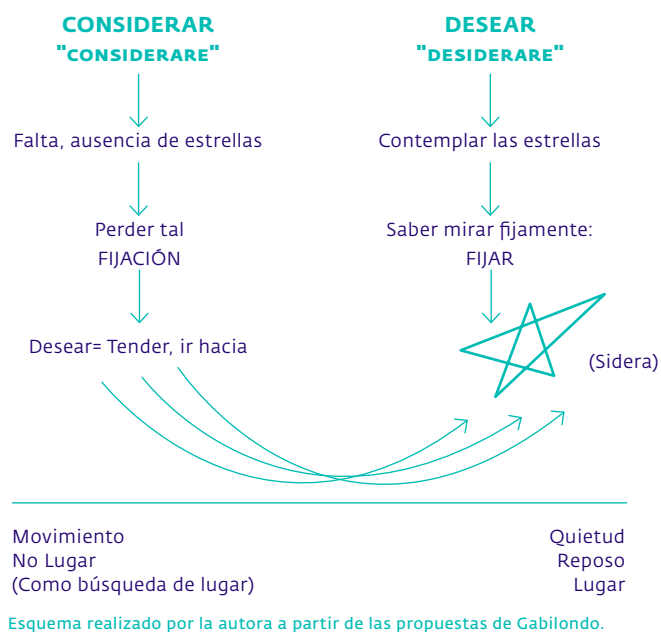 CONSIDERAR
"CONSIDERARE"
Falta, ausencia de estrellas
Perder tal
FIJACIÓN
Desear= Tender, ir hacia
DESEAR
"DESIDERARE"
Contemplar las estrellas
Saber mirar fijamente:
FIJAR
(Sidera)
Movimiento
No Lugar
(Como búsqueda de lugar)
Quietud
Reposo
Lugar
Esquema realizado por la autora a partir de las propuestas de Gabilondo.